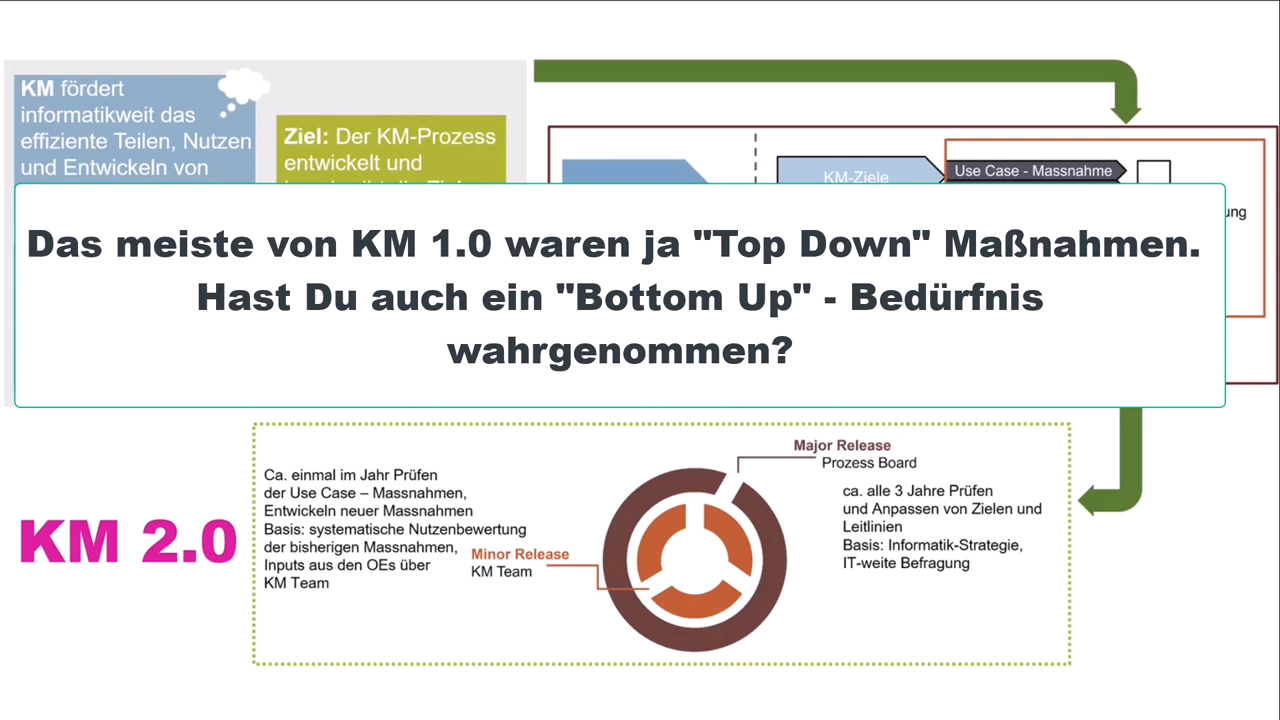 KM fördert
informatikweit das
effiziente Teilen, Nutzen
und Entwickeln von
Ziel: Der KM-Prozess
entwickelt und
KM-Ziele
Use Case - Massnahme
ung
Das meiste von KM 1.0 waren ja "Top Down" Maßnahmen.
Hast Du auch ein "Bottom Up" - Bedürfnis
wahrgenommen?
KM 2.0
Ca. einmal im Jahr Prüfen
der Use Case – Massnahmen,
Entwickeln neuer Massnahmen
Basis: systematische Nutzenbewertung
der bisherigen Massnahmen,
Inputs aus den OEs über
KM Team
Minor Release
KM Team
Major Release
Prozess Board
ca. alle 3 Jahre Prüfen
und Anpassen von Zielen und
Leitlinien
Basis: Informatik-Strategie,
IT-weite Befragung